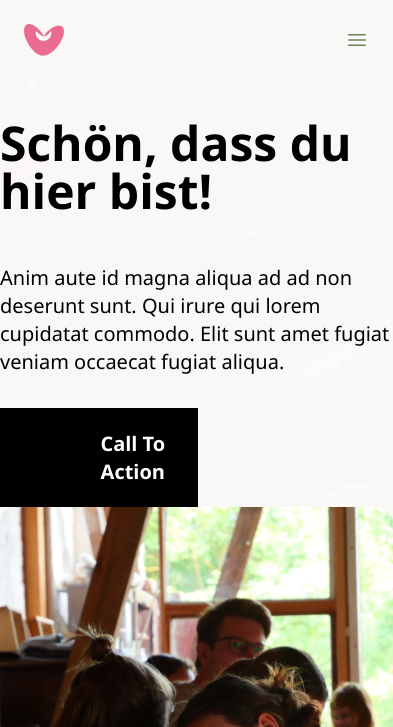 Schön, dass du
hier bist!
Anim aute id magna aliqua ad ad non
deserunt sunt. Qui irure qui lorem
cupidatat commodo. Elit sunt amet fugiat
veniam occaecat fugiat aliqua.
Call To
Action